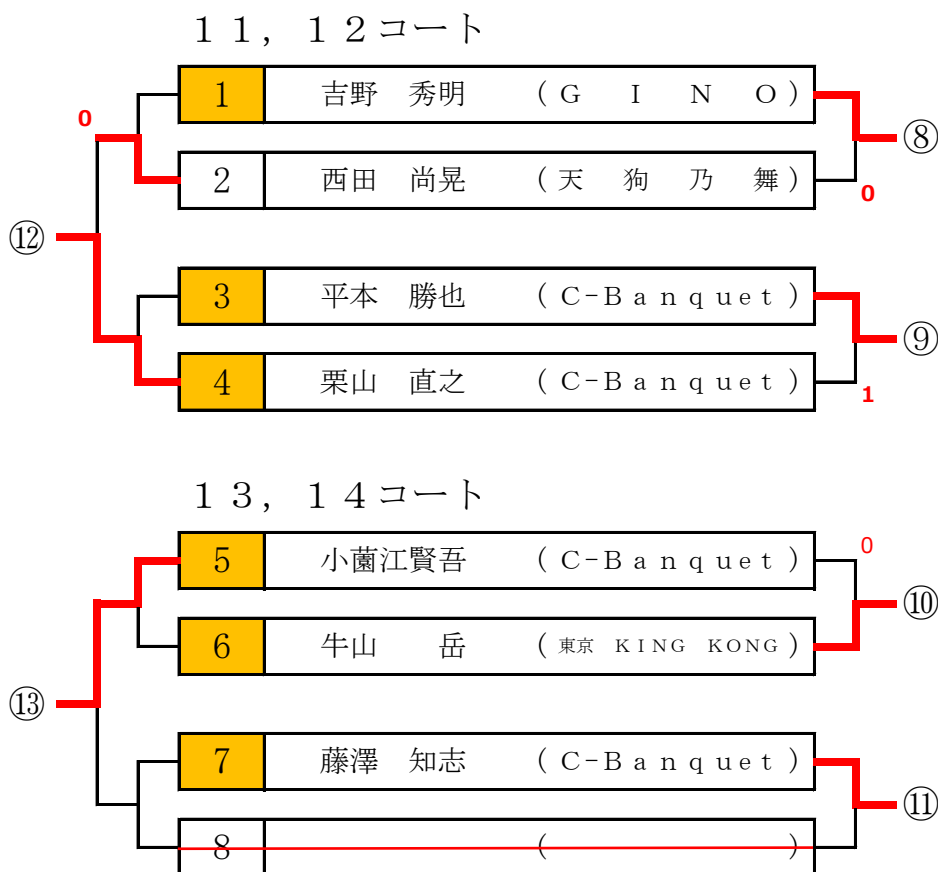 １１，１２コート
1 吉野　秀明 （ＧＩＮＯ） ⑧
0
2 西田　尚晃 （天狗乃舞） 0
⑫
3 平本　勝也 （Ｃ-Ｂａｎｑｕｅｔ） ⑨
4 栗山　直之 （Ｃ-Ｂａｎｑｕｅｔ） 1
１３，１４コート
5 小薗江賢吾 （Ｃ-Ｂａｎｑｕｅｔ） 0
⑩
6 牛山　岳 （東京　ＫＩＮＧ　ＫＯＮＧ）
⑬
7 藤澤　知志 （Ｃ-Ｂａｎｑｕｅｔ）
⑪
8 （　）